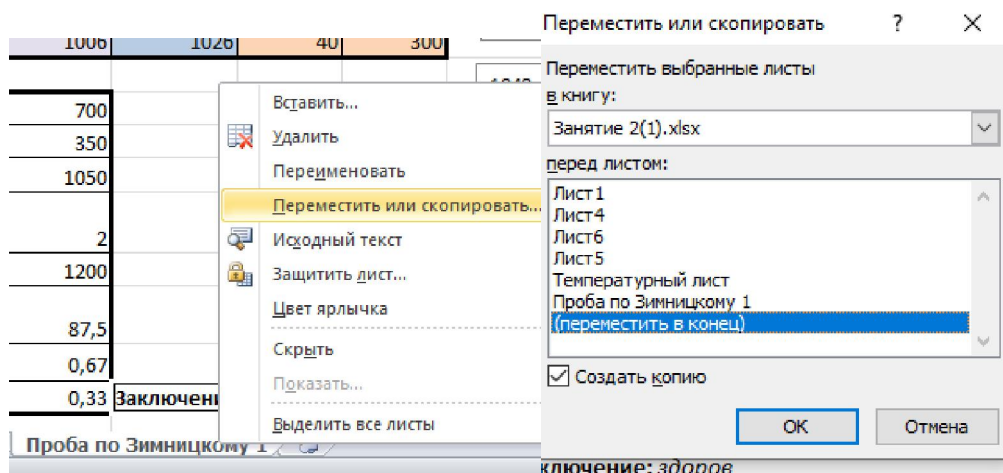 1006 1026 40 300
700
350
1050
2
1200
87,5
0,67
0,33
Проба по Зимницкому 1
Вставить...
Удалить
Переименовать
Переместить или скопировать...
Исходный текст
Защитить лист...
Цвет ярлычка
Скрыть
Показать...
Выделить все листы
Переместить или скопировать ? ×
Переместить выбранные листы
в книгу:
Занятие 2(1).xlsx
перед листом:
Лист1
Лист4
Лист6
Лист5
Температурный лист
Проба по Зимницкому 1
(переместить в конец)
Создать копию
ОК Отмена
ключение: здоров